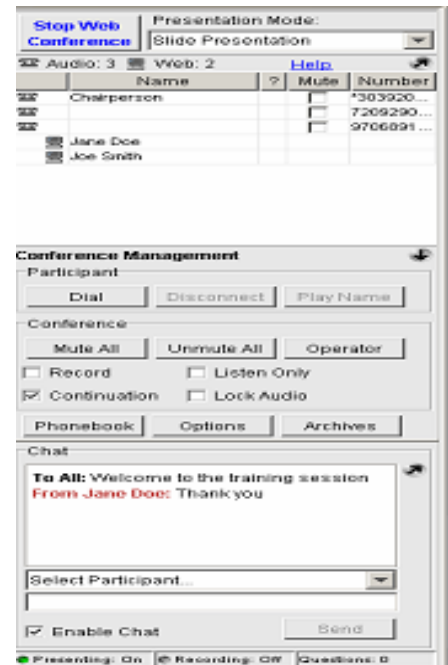 Stop Web Conference
Presentation Mode:
Slide Presentation
Audio: 3 Web: 2 Help
Name ? Mute Number
Chairperson *303920...
7209290...
9706891...
Jane Doe
Joe Smith
Conference Management
Participant
Dial Disconnect Play Name
Conference
Mute All Unmute All Operator
Record Listen Only
Continuation Lock Audio
Phonebook Options Archives
Chat
To All: Welcome to the training session
From Jane Doe: Thank you
Select Participant...
Enable Chat Send
Presenting: On Recording: Off Questions: 0